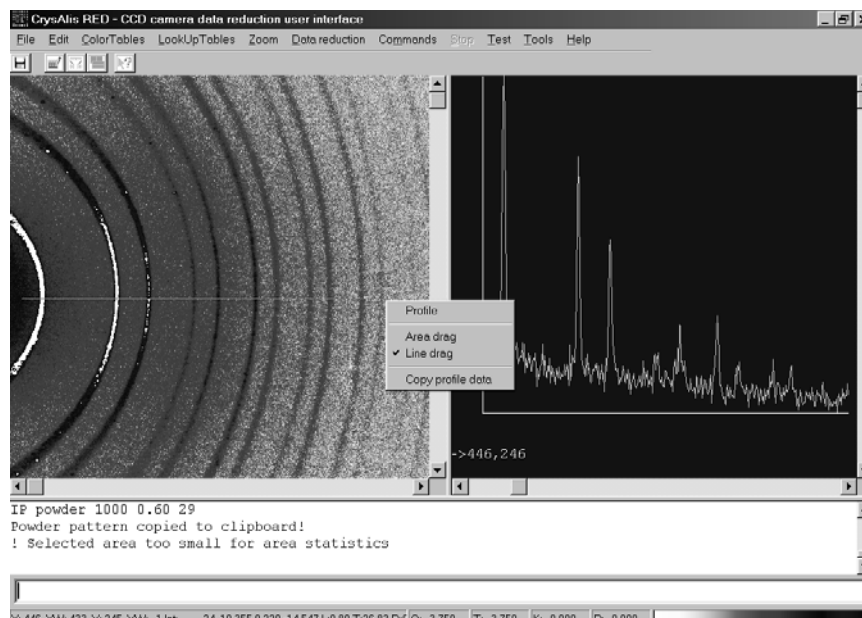 CrysAlis RED - CCD camera data reduction user interface
File Edit ColorTables LookUpTables Zoom Data reduction Commands Stop Test Tools Help
Profile
Area drag
Line drag
Copy profile data
->446,246
IP powder 1000 0.60 29
Powder pattern copied to clipboard!
! Selected area too small for area statistics